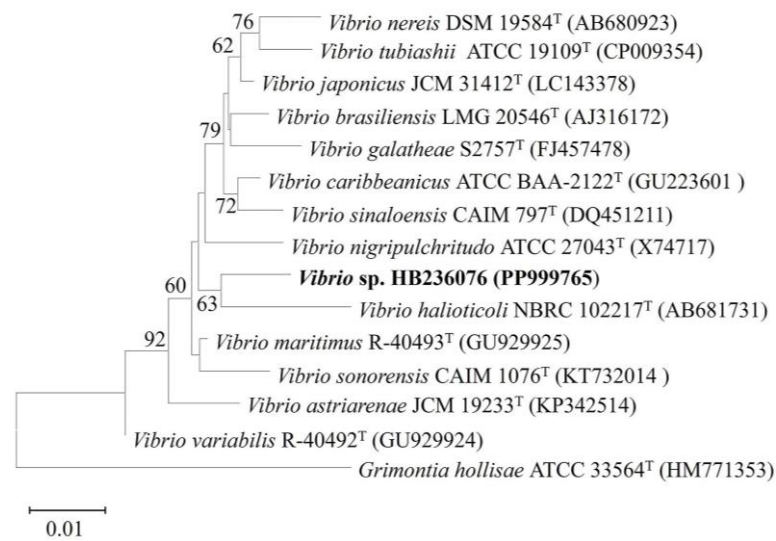 76
Vibrio nereis DSM 19584ᵀ (AB680923)
62
Vibrio tubiashii ATCC 19109ᵀ (CP009354)
Vibrio japonicus JCM 31412ᵀ (LC143378)
Vibrio brasiliensis LMG 20546ᵀ (AJ316172)
79
Vibrio galatheae S2757ᵀ (FJ457478)
Vibrio caribbeanicus ATCC BAA-2122ᵀ (GU223601 )
72
Vibrio sinaloensis CAIM 797ᵀ (DQ451211)
Vibrio nigripulchritudo ATCC 27043ᵀ (X74717)
Vibrio sp. HB236076 (PP999765)
60
63
Vibrio halioticoli NBRC 102217ᵀ (AB681731)
92
Vibrio maritimus R-40493ᵀ (GU929925)
Vibrio sonorensis CAIM 1076ᵀ (KT732014 )
Vibrio astriarenae JCM 19233ᵀ (KP342514)
Vibrio variabilis R-40492ᵀ (GU929924)
Grimontia hollisae ATCC 33564ᵀ (HM771353)
0.01